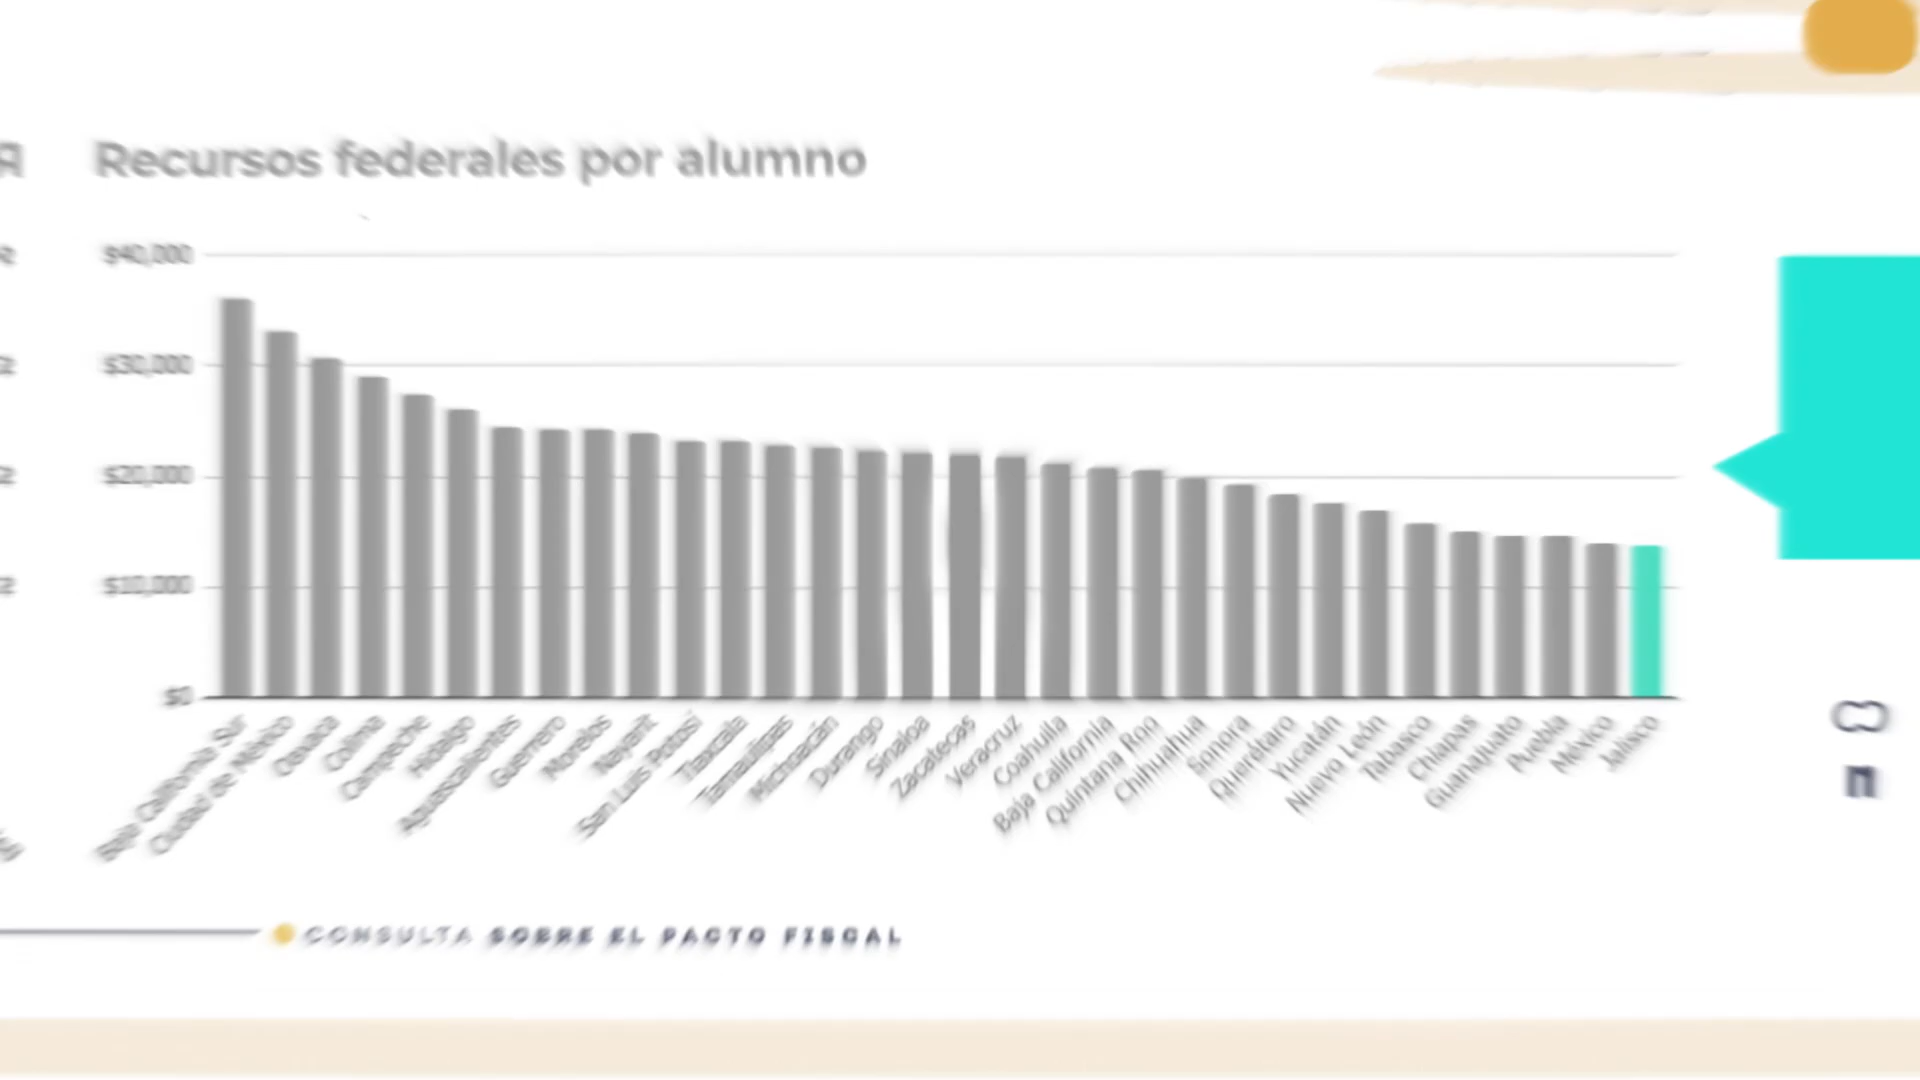 Recursos federales por alumno
$40,000
$30,000
$20,000
$10,000
$0
Baja California Sur
Ciudad de México
Oaxaca
Colima
Campeche
Hidalgo
Aguascalientes
Guerrero
Morelos
Nayarit
San Luis Potosí
Tlaxcala
Tamaulipas
Michoacán
Durango
Sinaloa
Zacatecas
Veracruz
Coahuila
Baja California
Quintana Roo
Chihuahua
Sonora
Querétaro
Yucatán
Nuevo León
Tabasco
Chiapas
Guanajuato
Puebla
México
Jalisco
CONSULTA SOBRE EL PACTO FISCAL